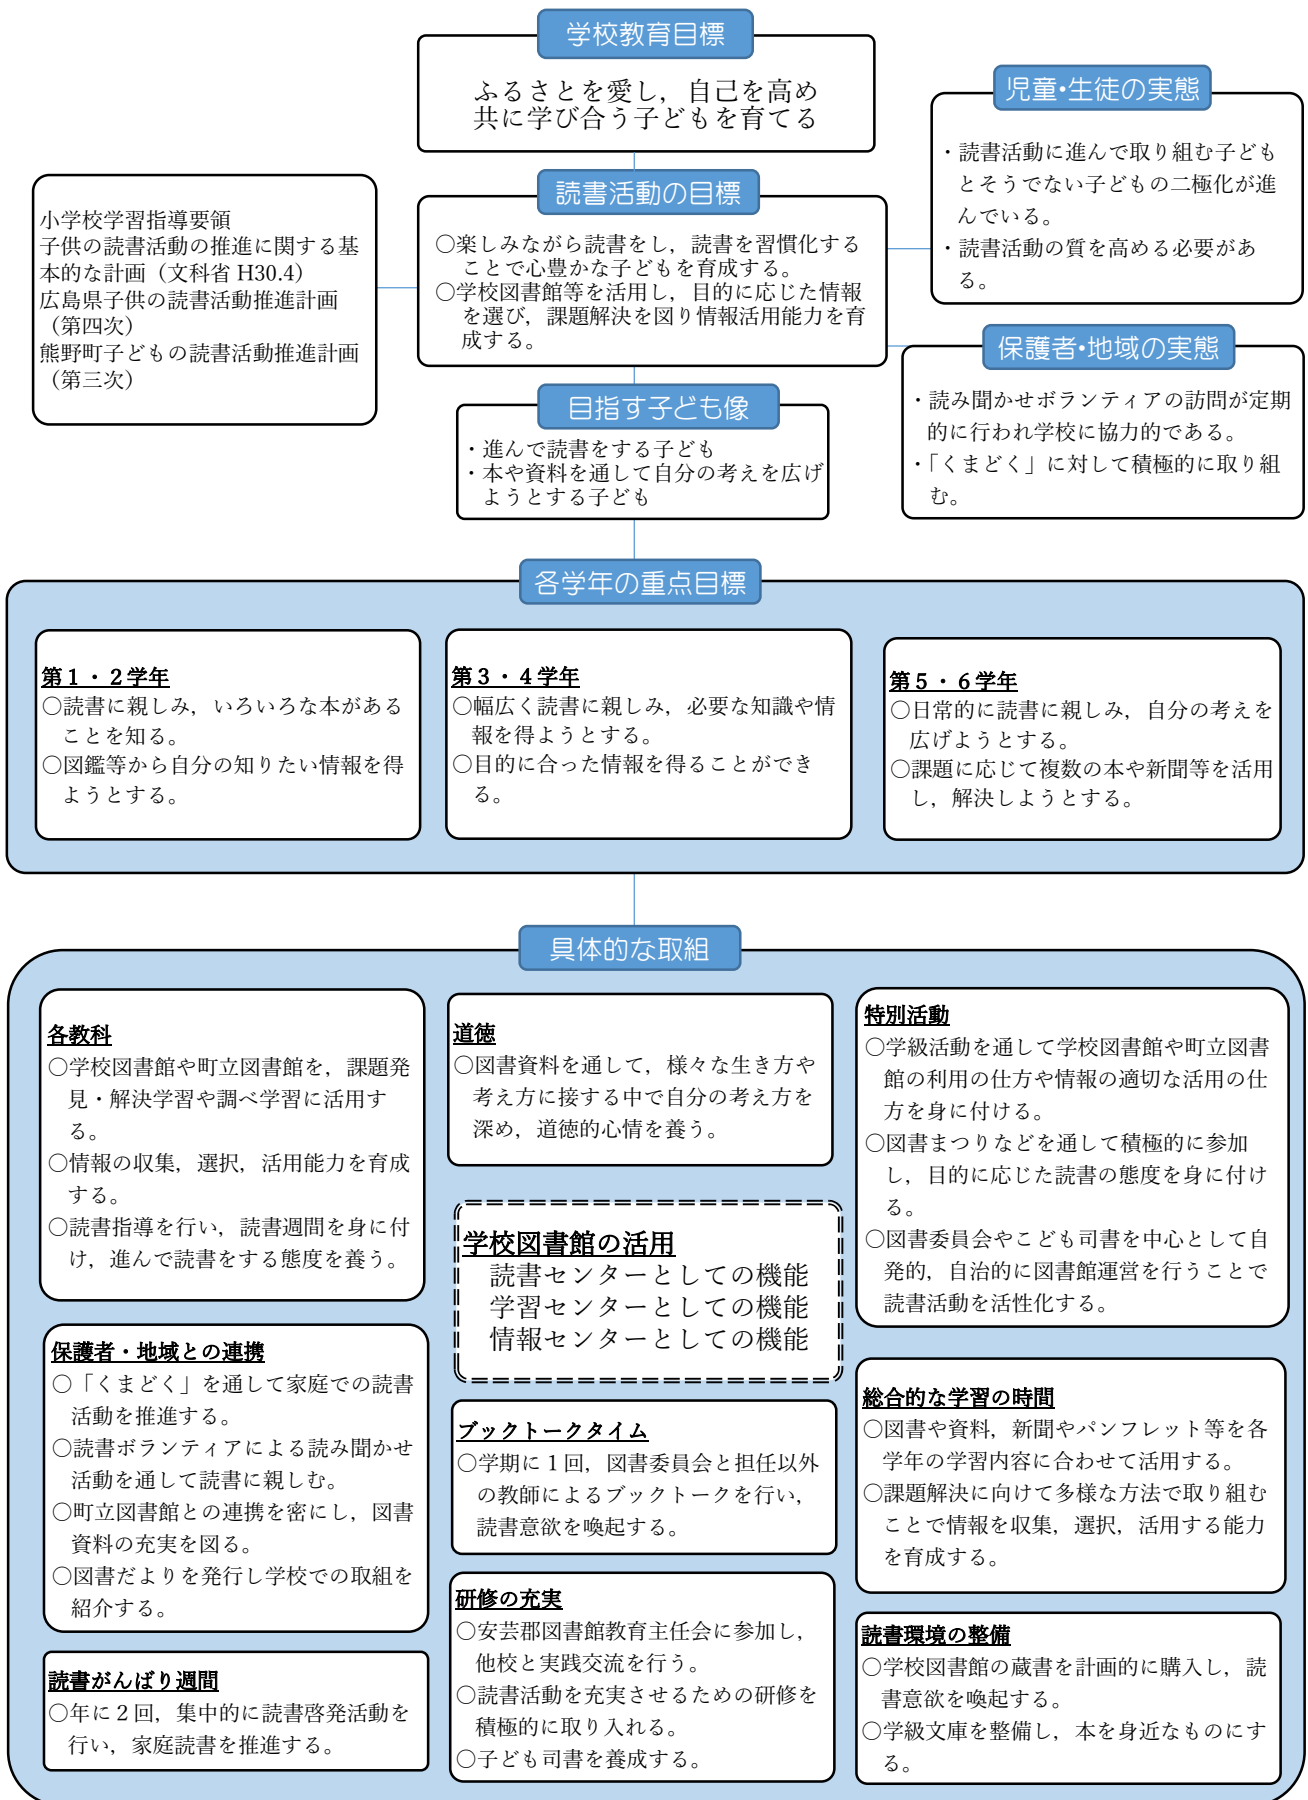 学校教育目標
ふるさとを愛し，自己を高め
共に学び合う子どもを育てる
児童・生徒の実態
・読書活動に進んで取り組む子ども
とそうでない子どもの二極化が進
んでいる。
・読書活動の質を高める必要があ
る。
小学校学習指導要領
子供の読書活動の推進に関する基
本的な計画（文科省 H30.4）
広島県子供の読書活動推進計画
（第四次）
熊野町子どもの読書活動推進計画
（第三次）
読書活動の目標
○楽しみながら読書をし，読書を習慣化する
ことで心豊かな子どもを育成する。
○学校図書館等を活用し，目的に応じた情報
を選び，課題解決を図り情報活用能力を育
成する。
保護者・地域の実態
・読み聞かせボランティアの訪問が定期
的に行われ学校に協力的である。
・「くまどく」に対して積極的に取り組
む。
目指す子ども像
・進んで読書をする子ども
・本や資料を通して自分の考えを広げ
ようとする子ども
各学年の重点目標
第１・２学年
○読書に親しみ，いろいろな本がある
ことを知る。
○図鑑等から自分の知りたい情報を得
ようとする。
第３・４学年
○幅広く読書に親しみ，必要な知識や情
報を得ようとする。
○目的に合った情報を得ることができ
る。
第５・６学年
○日常的に読書に親しみ，自分の考えを
広げようとする。
○課題に応じて複数の本や新聞等を活用
し，解決しようとする。
具体的な取組
各教科
○学校図書館や町立図書館を，課題発
見・解決学習や調べ学習に活用す
る。
○情報の収集，選択，活用能力を育成
する。
○読書指導を行い，読書週間を身に付
け，進んで読書をする態度を養う。
保護者・地域との連携
○「くまどく」を通して家庭での読書
活動を推進する。
○読書ボランティアによる読み聞かせ
活動を通して読書に親しむ。
○町立図書館との連携を密にし，図書
資料の充実を図る。
○図書だよりを発行し学校での取組を
紹介する。
読書がんばり週間
○年に２回，集中的に読書啓発活動を
行い，家庭読書を推進する。
道徳
○図書資料を通して，様々な生き方や
考え方に接する中で自分の考え方を
深め，道徳的心情を養う。
学校図書館の活用
読書センターとしての機能
学習センターとしての機能
情報センターとしての機能
ブックトークタイム
○学期に１回，図書委員会と担任以外
の教師によるブックトークを行い，
読書意欲を喚起する。
研修の充実
○安芸郡図書館教育主任会に参加し，
他校と実践交流を行う。
○読書活動を充実させるための研修を
積極的に取り入れる。
○子ども司書を養成する。
特別活動
○学級活動を通して学校図書館や町立図書
館の利用の仕方や情報の適切な活用の仕
方を身に付ける。
○図書まつりなどを通して積極的に参加
し，目的に応じた読書の態度を身に付け
る。
○図書委員会やこども司書を中心として自
発的，自治的に図書館運営を行うことで
読書活動を活性化する。
総合的な学習の時間
○図書や資料，新聞やパンフレット等を各
学年の学習内容に合わせて活用する。
○課題解決に向けて多様な方法で取り組む
ことで情報を収集，選択，活用する能力
を育成する。
読書環境の整備
○学校図書館の蔵書を計画的に購入し，読
書意欲を喚起する。
○学級文庫を整備し，本を身近なものにす
る。